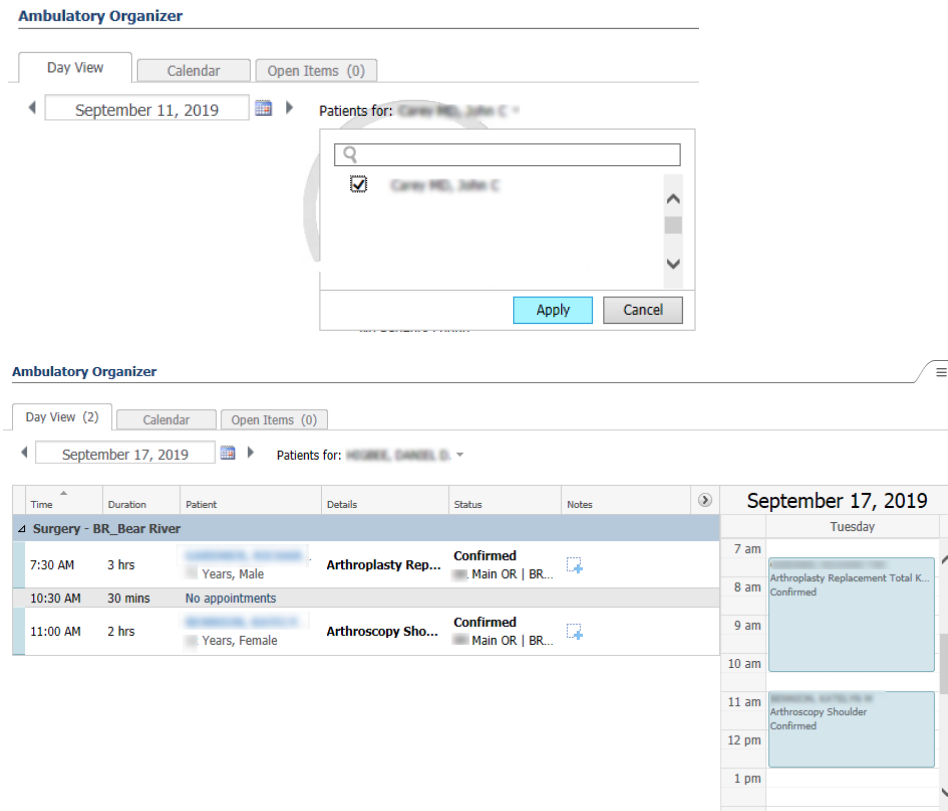 Ambulatory Organizer
Day View Calendar Open Items (0)
September 11, 2019 Patients for:
Apply Cancel
Ambulatory Organizer
Day View (2) Calendar Open Items (0)
September 17, 2019 Patients for:
Time Duration Patient Details Status Notes September 17, 2019
Surgery - BR_Bear River Tuesday
7 am
7:30 AM 3 hrs Years, Male Arthroplasty Rep... Confirmed
Main OR | BR...
Arthroplasty Replacement Total K...
8 am Confirmed
10:30 AM 30 mins No appointments
9 am
11:00 AM 2 hrs Years, Female Arthroscopy Sho... Confirmed
Main OR | BR...
10 am
11 am
Arthroscopy Shoulder
Confirmed
12 pm
1 pm